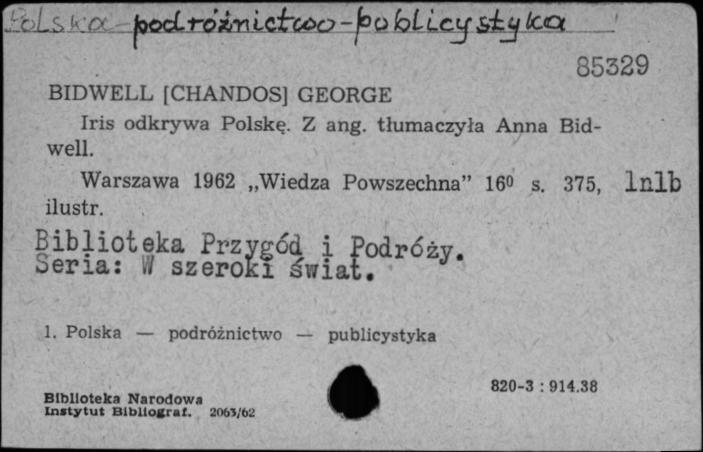 Polska-podróżnictwo-publicystyka
85329
BIDWELL [CHANDOS] GEORGE
Iris odkrywa Polskę. Z ang. tłumaczyła Anna Bid-
well.
Warszawa 1962 „Wiedza Powszechna” 16⁰ s. 375, 1nlb
ilustr.
Biblioteka Przygód i Podróży.
Seria: W szeroki świat.
1. Polska — podróżnictwo — publicystyka
820-3 : 914.38
Biblioteka Narodowa
Instytut Bibliograf. 2063/62